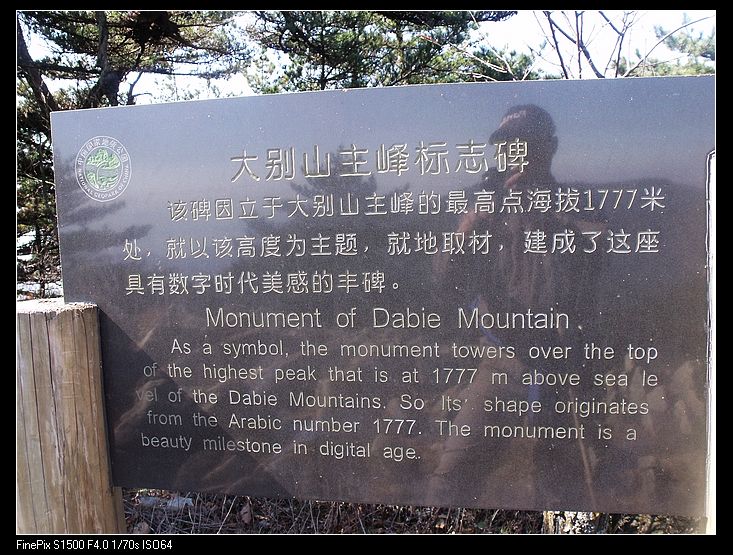 大别山主峰标志碑
该碑因立于大别山主峰的最高点海拔1777米
处，就以该高度为主题，就地取材，建成了这座
具有数字时代美感的丰碑。
Monument of Dabie Mountain
As a symbol, the monument towers over the top
of the highest peak that is at 1777 m above sea le
vel of the Dabie Mountains. So Its' shape originates
from the Arabic number 1777. The monument is a
beauty milestone in digital age.
FinePix S1500 F4.0 1/70s ISO64